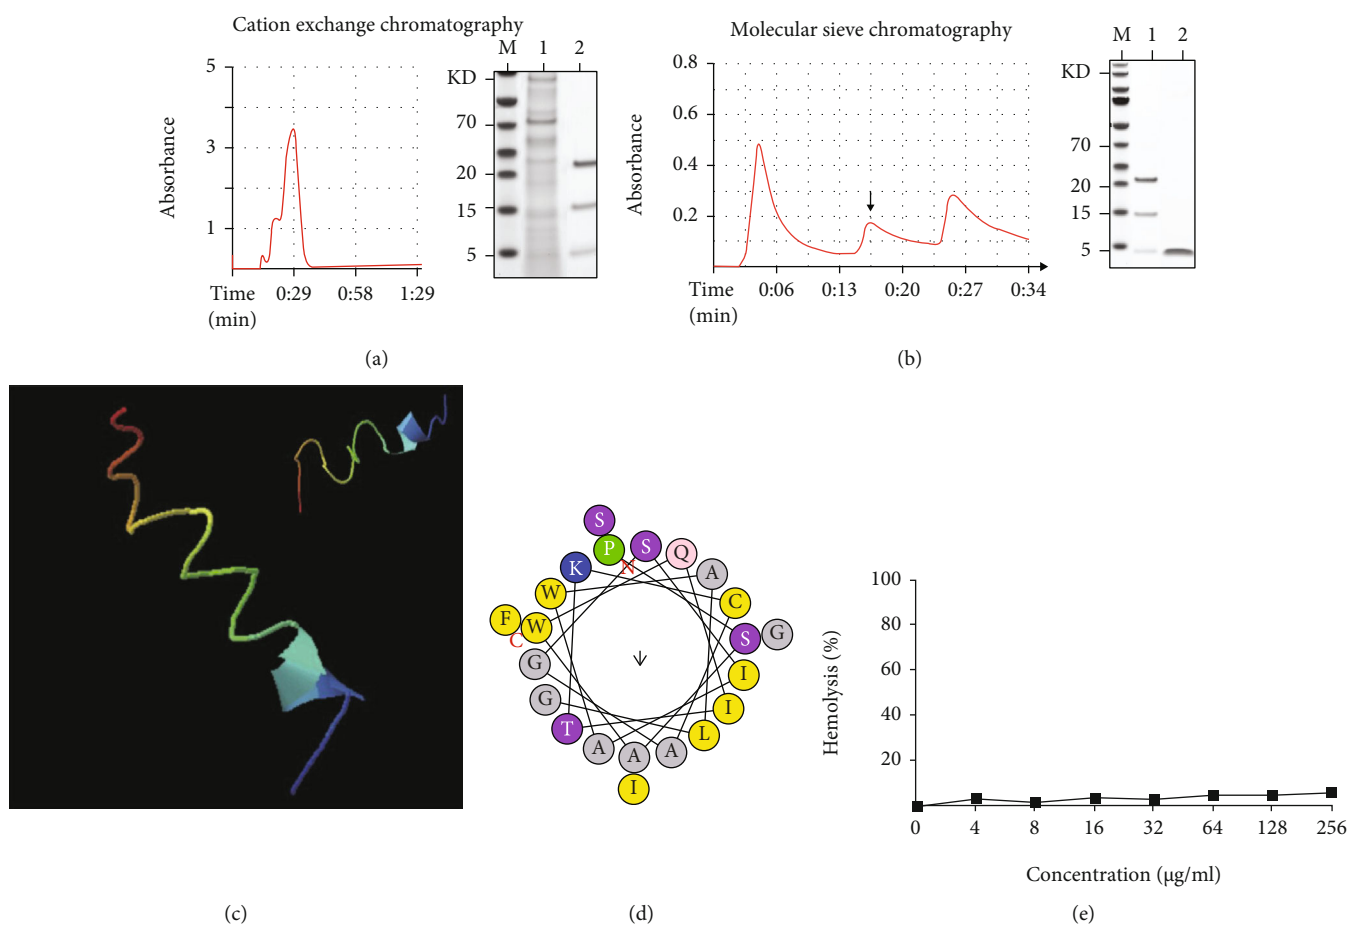 Cation exchange chromatography
M 1 2
KD
70
20
15
5
5
3
1
Absorbance
Time (min)
0:29 0:58 1:29
(a)
Molecular sieve chromatography
M 1 2
KD
70
20
15
5
0.8
0.6
0.4
0.2
Absorbance
Time (min)
0:06 0:13 0:20 0:27 0:34
(b)
(c)
S
P S Q
N
K A
W C
F W S G
C
G I
G I
T L
A A A
I
(d)
100
80
60
40
20
Hemolysis (%)
0 4 8 16 32 64 128 256
Concentration (μg/ml)
(e)